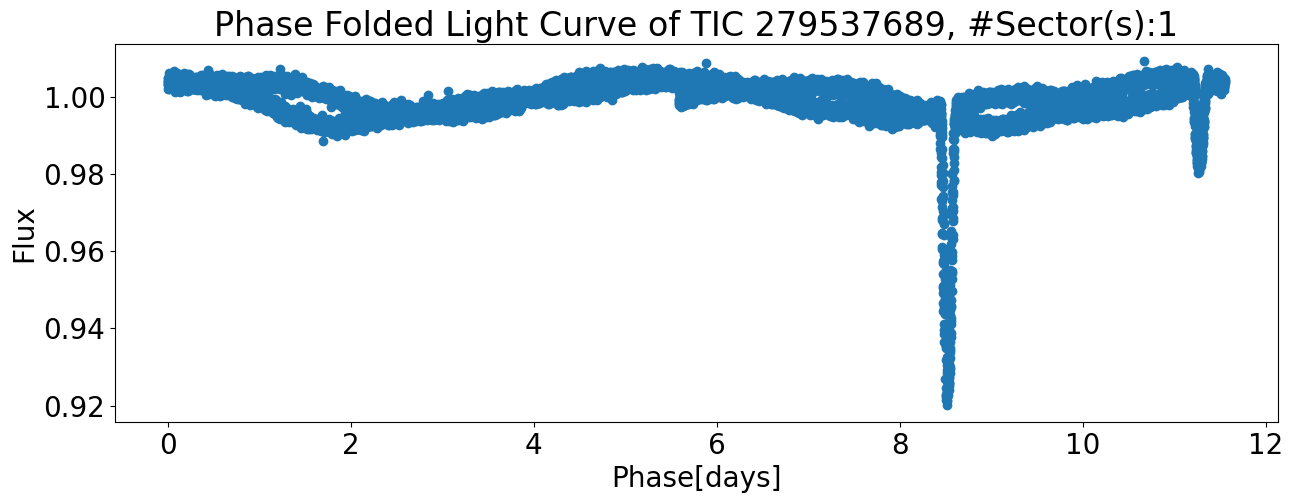 Phase Folded Light Curve of TIC 279537689, #Sector(s):1
1.00
0.98
0.96
0.94
0.92
Flux
0 2 4 6 8 10 12
Phase[days]